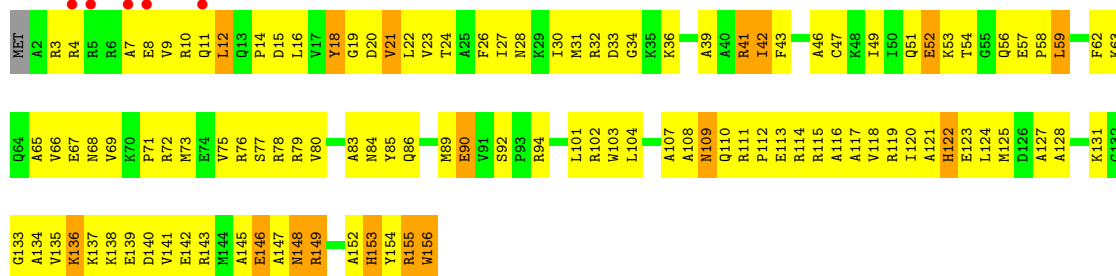 MET A2 R3 R4 R5 R6 A7 E8 V9 R10 Q11 L12 Q13 P14 D15 L16 V17 Y18 G19 D20 V21 L22 V23 T24 A25 F26 I27 N28 K29 I30 M31 R32 D33 G34 K35 K36 A39 A40 R41 I42 F43 A46 C47 K48 I49 I50 Q51 E52 K53 T54 G55 Q56 E57 P58 L59 F62 K63
Q64 A65 V66 E67 N68 V69 K70 P71 R72 M73 E74 V75 R76 S77 R78 R79 V80 A83 N84 Y85 Q86 M89 E90 V91 S92 P93 R94 L101 R102 W103 L104 A107 A108 N109 Q110 R111 P112 E113 R114 R115 A116 A117 V118 R119 I120 A121 H122 E123 L124 M125 D126 A127 A128 K131 G132
G133 A134 V135 K136 K137 K138 E139 D140 V141 E142 R143 M144 A145 E146 A147 N148 R149 A152 H153 Y154 R155 W156